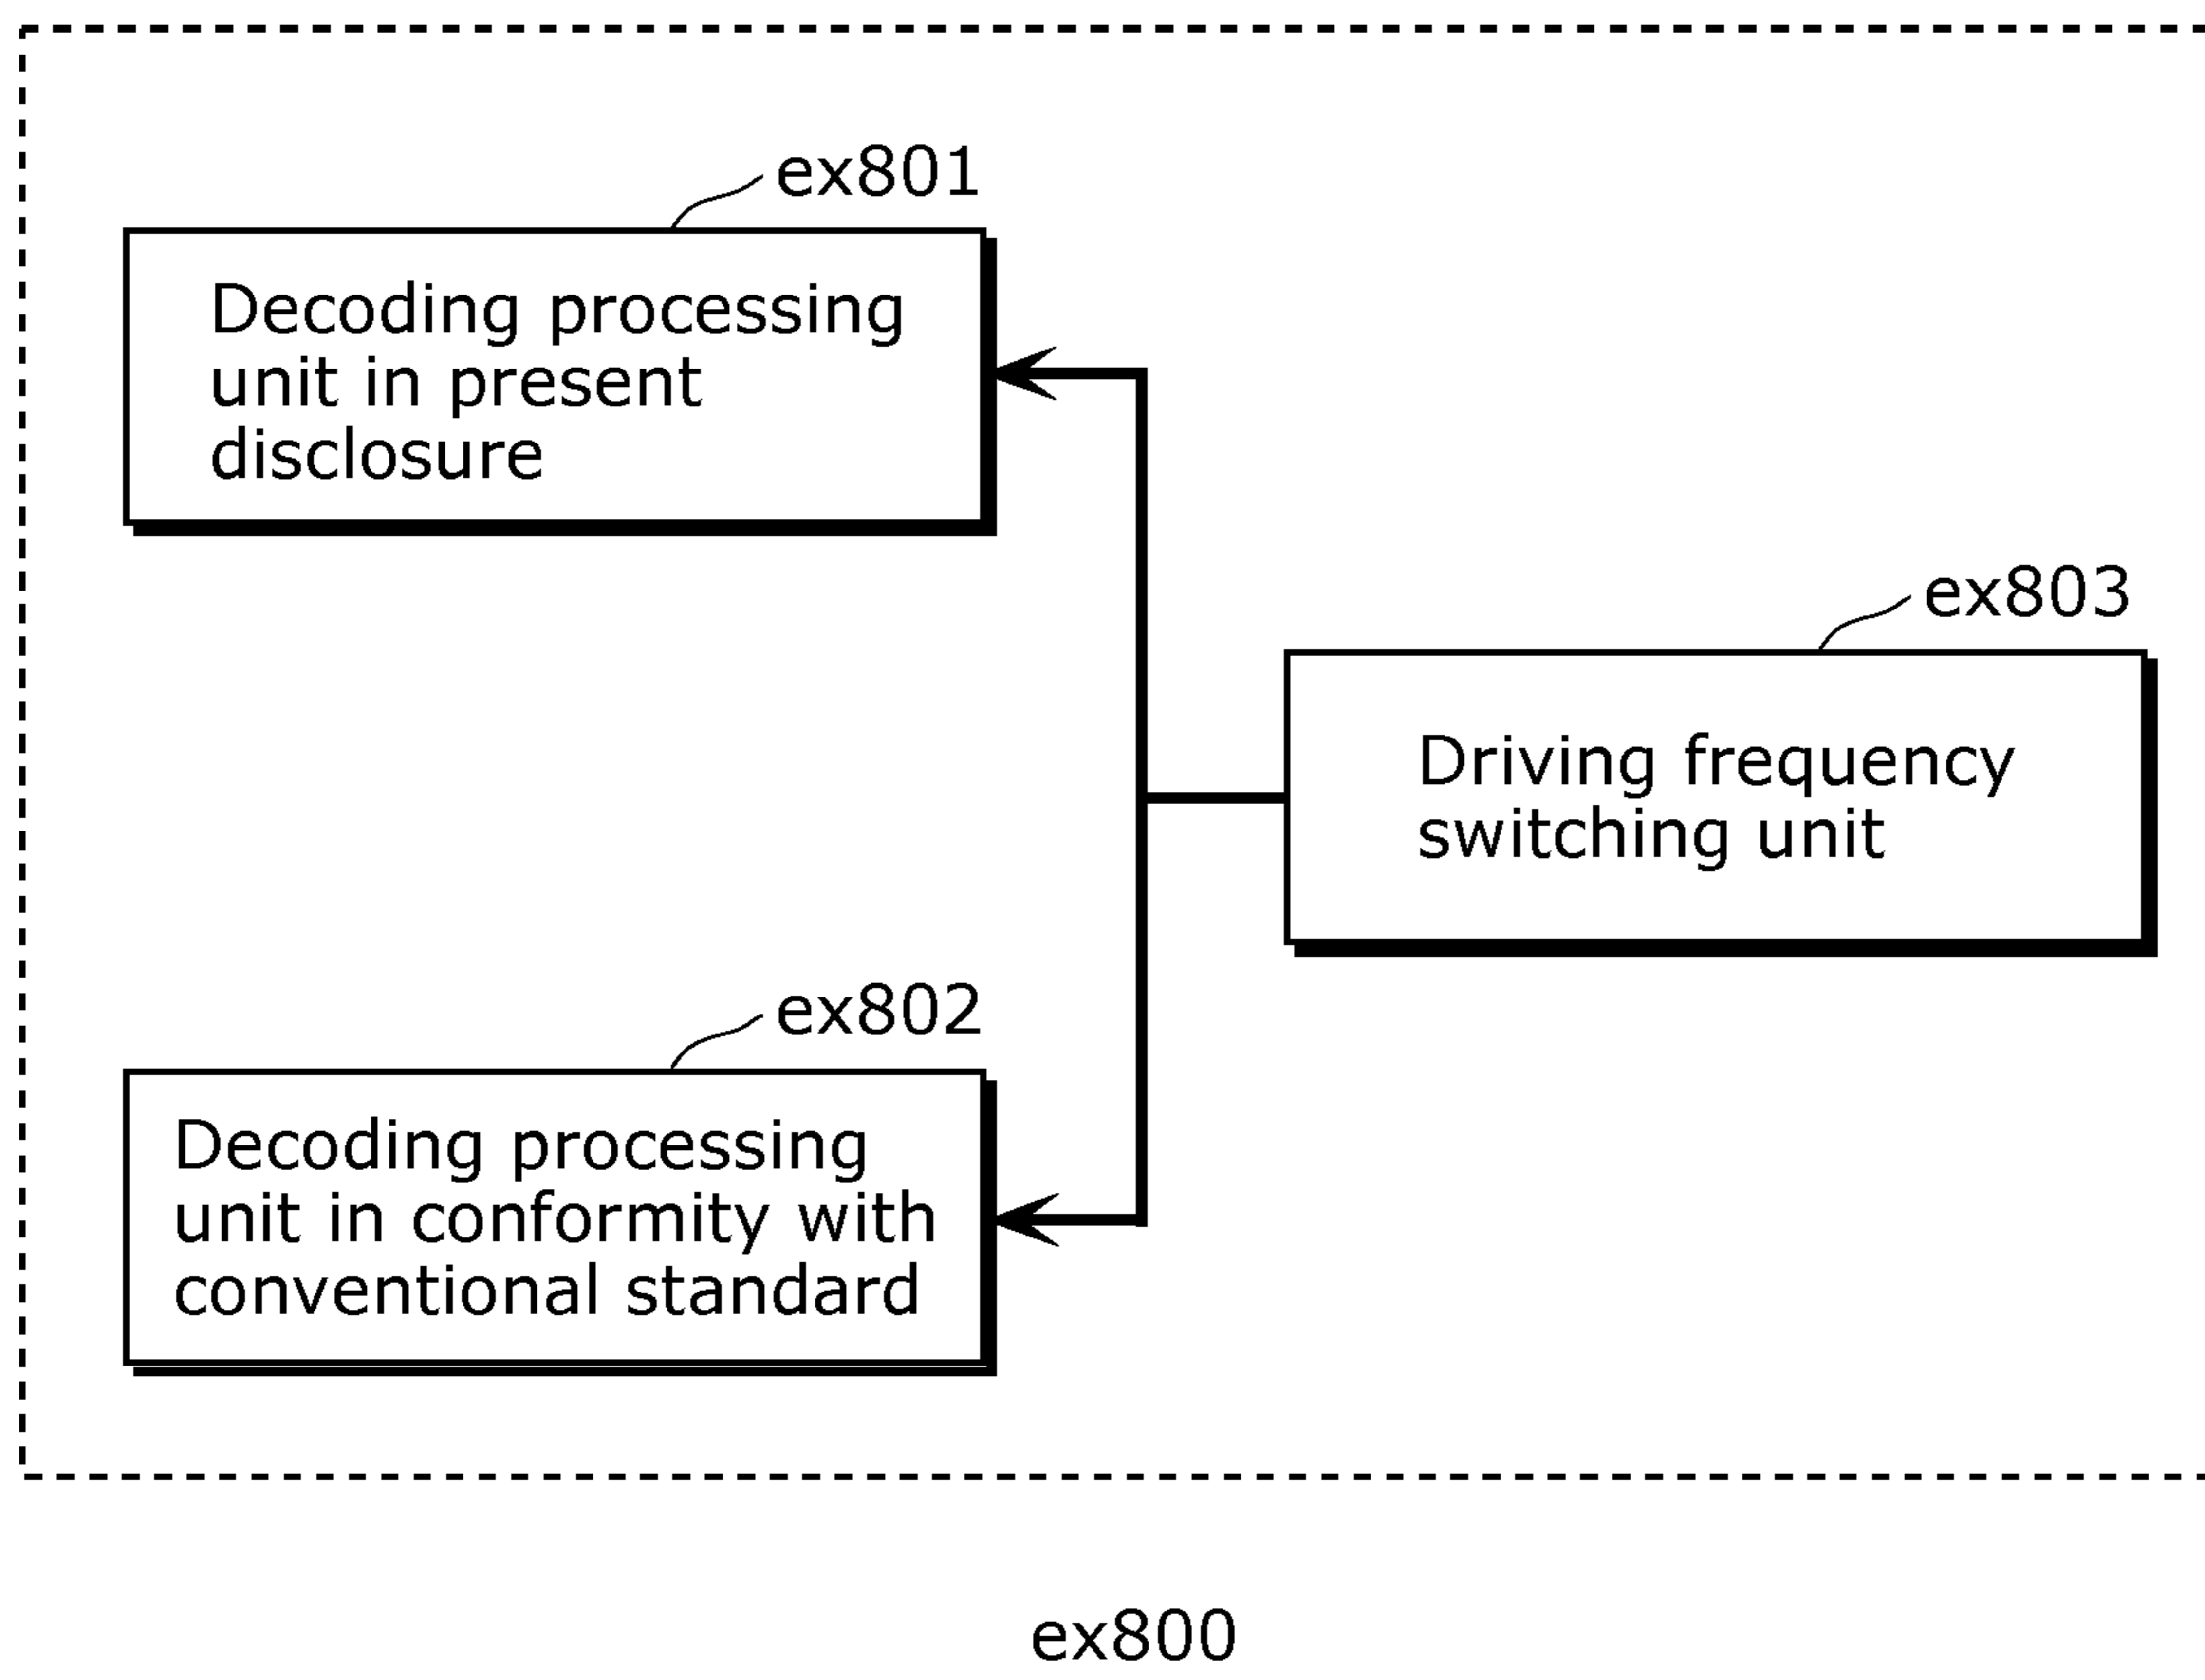 ex801
Decoding processing
unit in present
disclosure
ex803
Driving frequency
switching unit
ex802
Decoding processing
unit in conformity with
conventional standard
ex800